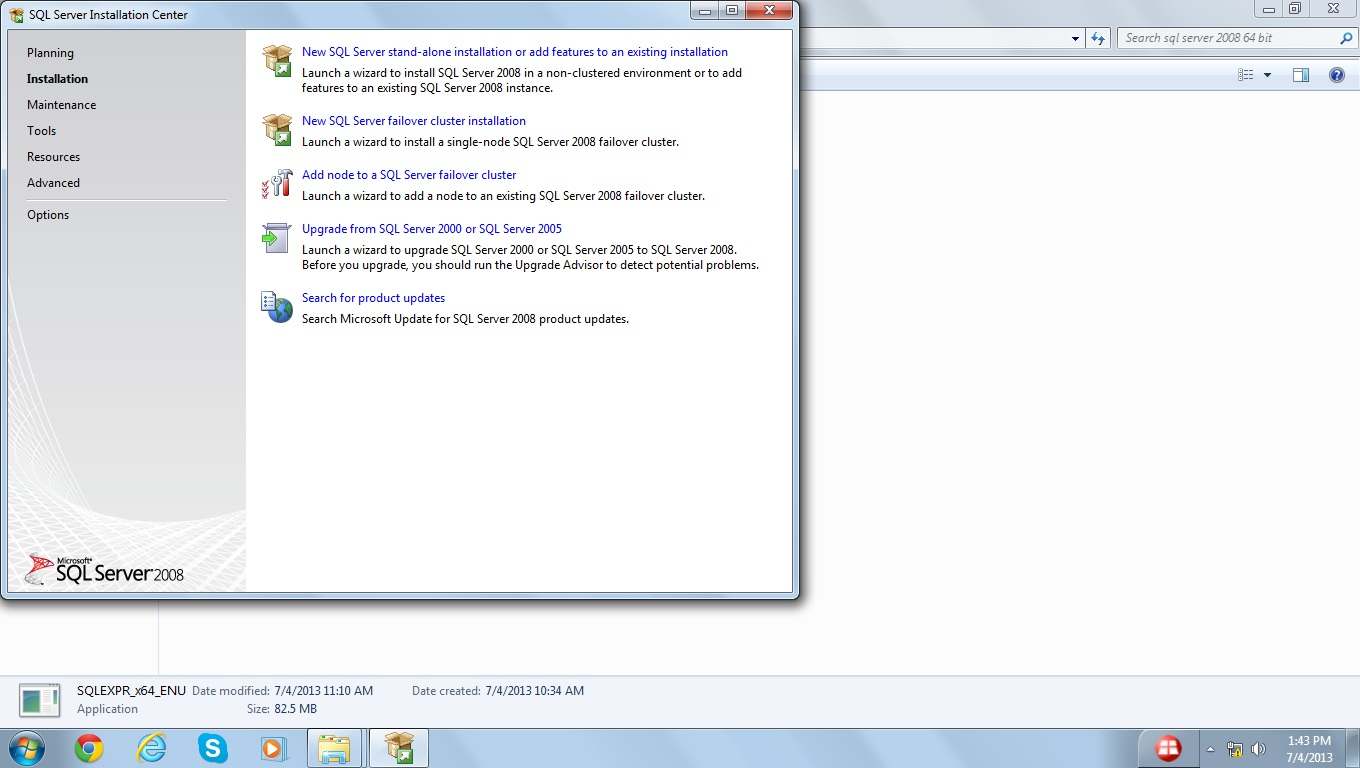 SQL Server Installation Center
Search sql server 2008 64 bit
Planning
Installation
Maintenance
Tools
Resources
Advanced
Options
New SQL Server stand-alone installation or add features to an existing installation
Launch a wizard to install SQL Server 2008 in a non-clustered environment or to add
features to an existing SQL Server 2008 instance.
New SQL Server failover cluster installation
Launch a wizard to install a single-node SQL Server 2008 failover cluster.
Add node to a SQL Server failover cluster
Launch a wizard to add a node to an existing SQL Server 2008 failover cluster.
Upgrade from SQL Server 2000 or SQL Server 2005
Launch a wizard to upgrade SQL Server 2000 or SQL Server 2005 to SQL Server 2008.
Before you upgrade, you should run the Upgrade Advisor to detect potential problems.
Search for product updates
Search Microsoft Update for SQL Server 2008 product updates.
Microsoft®
SQL Server 2008
SQLEXPR_x64_ENU Date modified: 7/4/2013 11:10 AM Date created: 7/4/2013 10:34 AM
Application Size: 82.5 MB
1:43 PM
7/4/2013